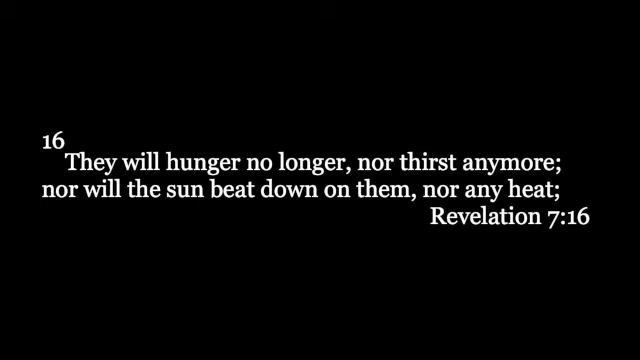 16
They will hunger no longer, nor thirst anymore;
nor will the sun beat down on them, nor any heat;
Revelation 7:16